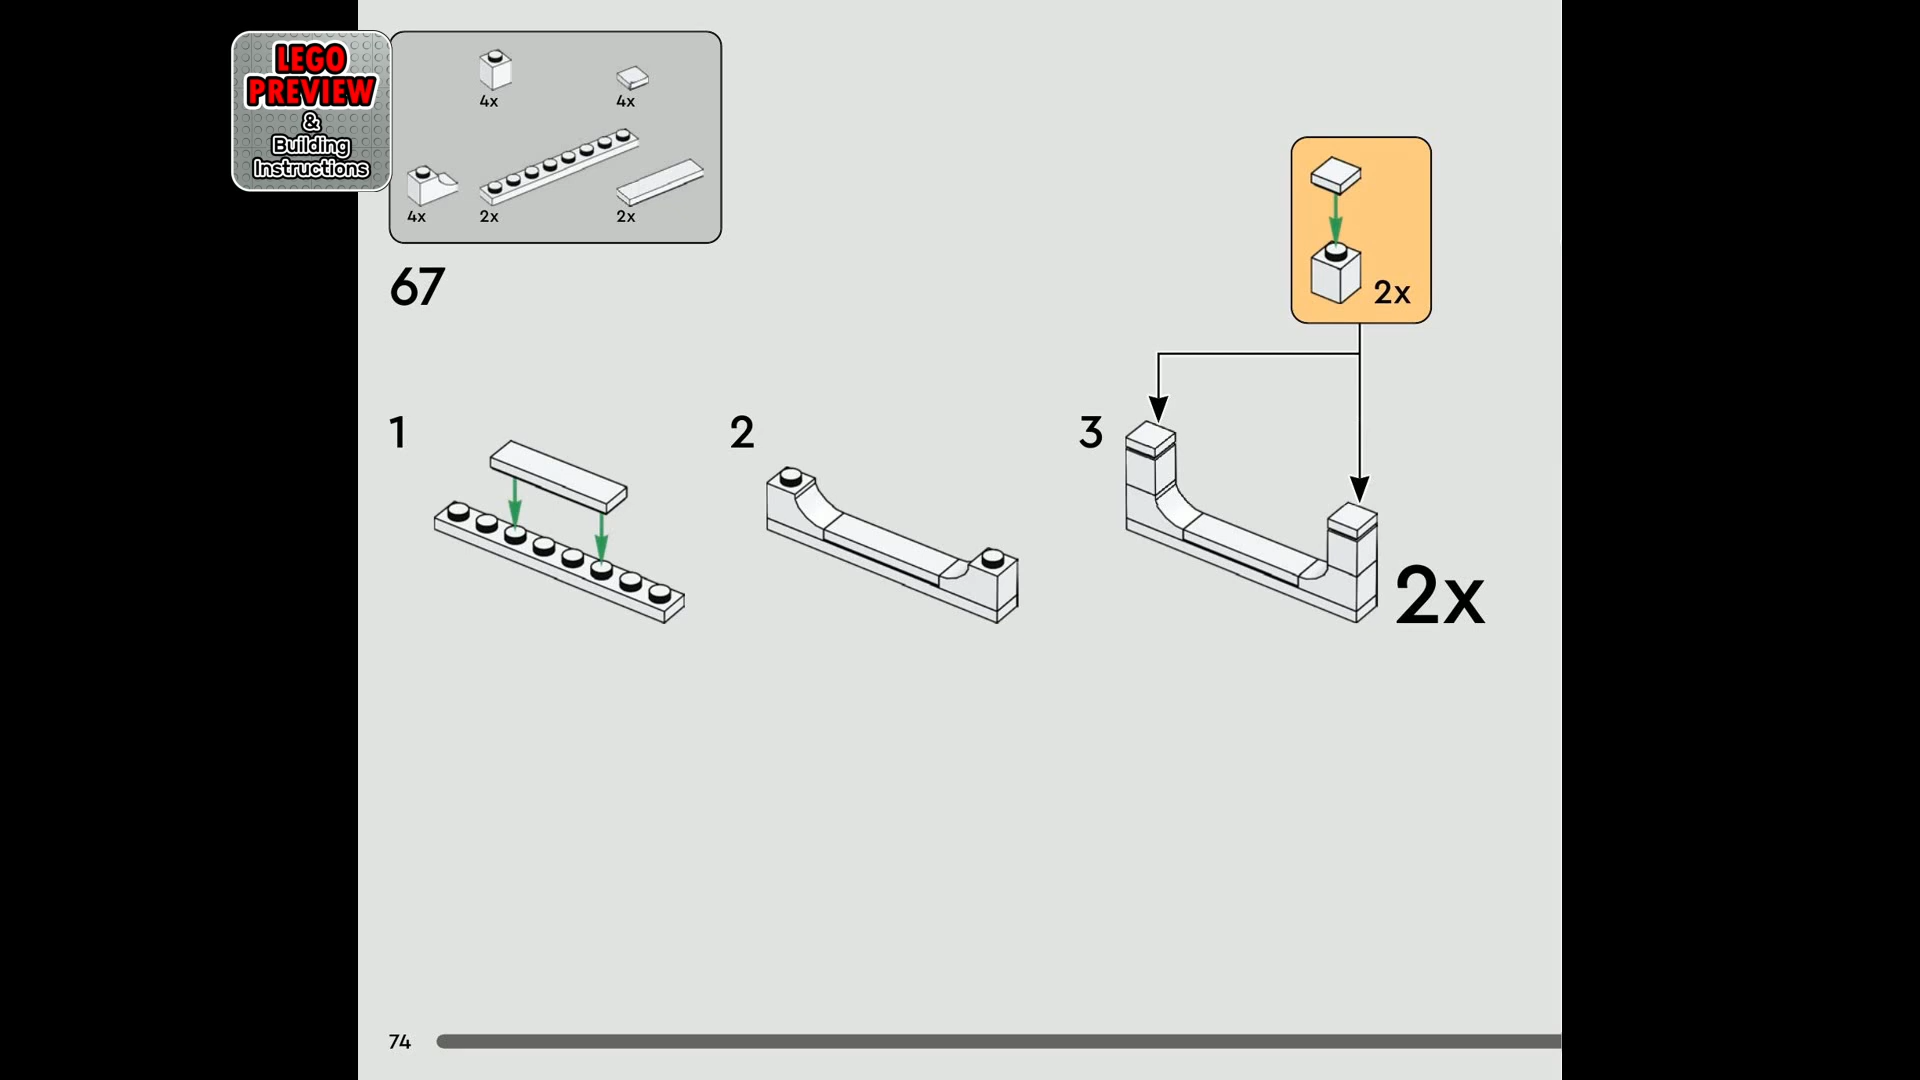 LEGO
PREVIEW
&
Building
Instructions
4x
4x
4x
2x
2x
67
2x
1
2
3
2x
74